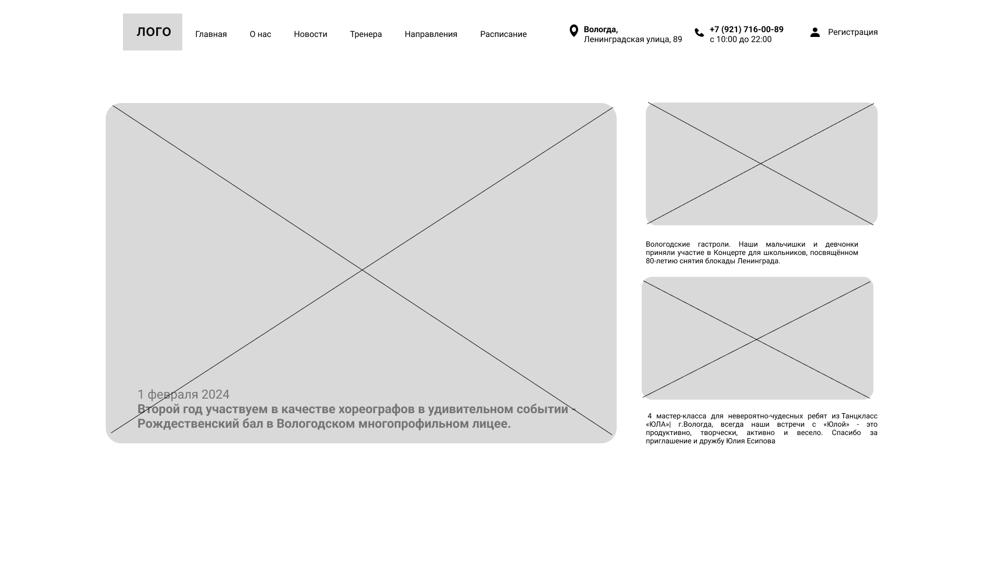 ЛОГО
Главная
О нас
Новости
Тренера
Направления
Расписание
Вологда,
Ленинградская улица, 89
+7 (921) 716-00-89
с 10:00 до 22:00
Регистрация
1 февраля 2024
Второй год участвуем в качестве хореографов в удивительном событии -
Рождественский бал в Вологодском многопрофильном лицее.
Вологодские гастроли. Наши мальчишки и девчонки
приняли участие в Концерте для школьников, посвящённом
80-летию снятия блокады Ленинграда.
4 мастер-класса для невероятно-чудесных ребят из Танцкласс
«ЮЛА»| г.Вологда, всегда наши встречи с «Юлой» - это
продуктивно, творчески, активно и весело. Спасибо за
приглашение и дружбу Юлия Есипова